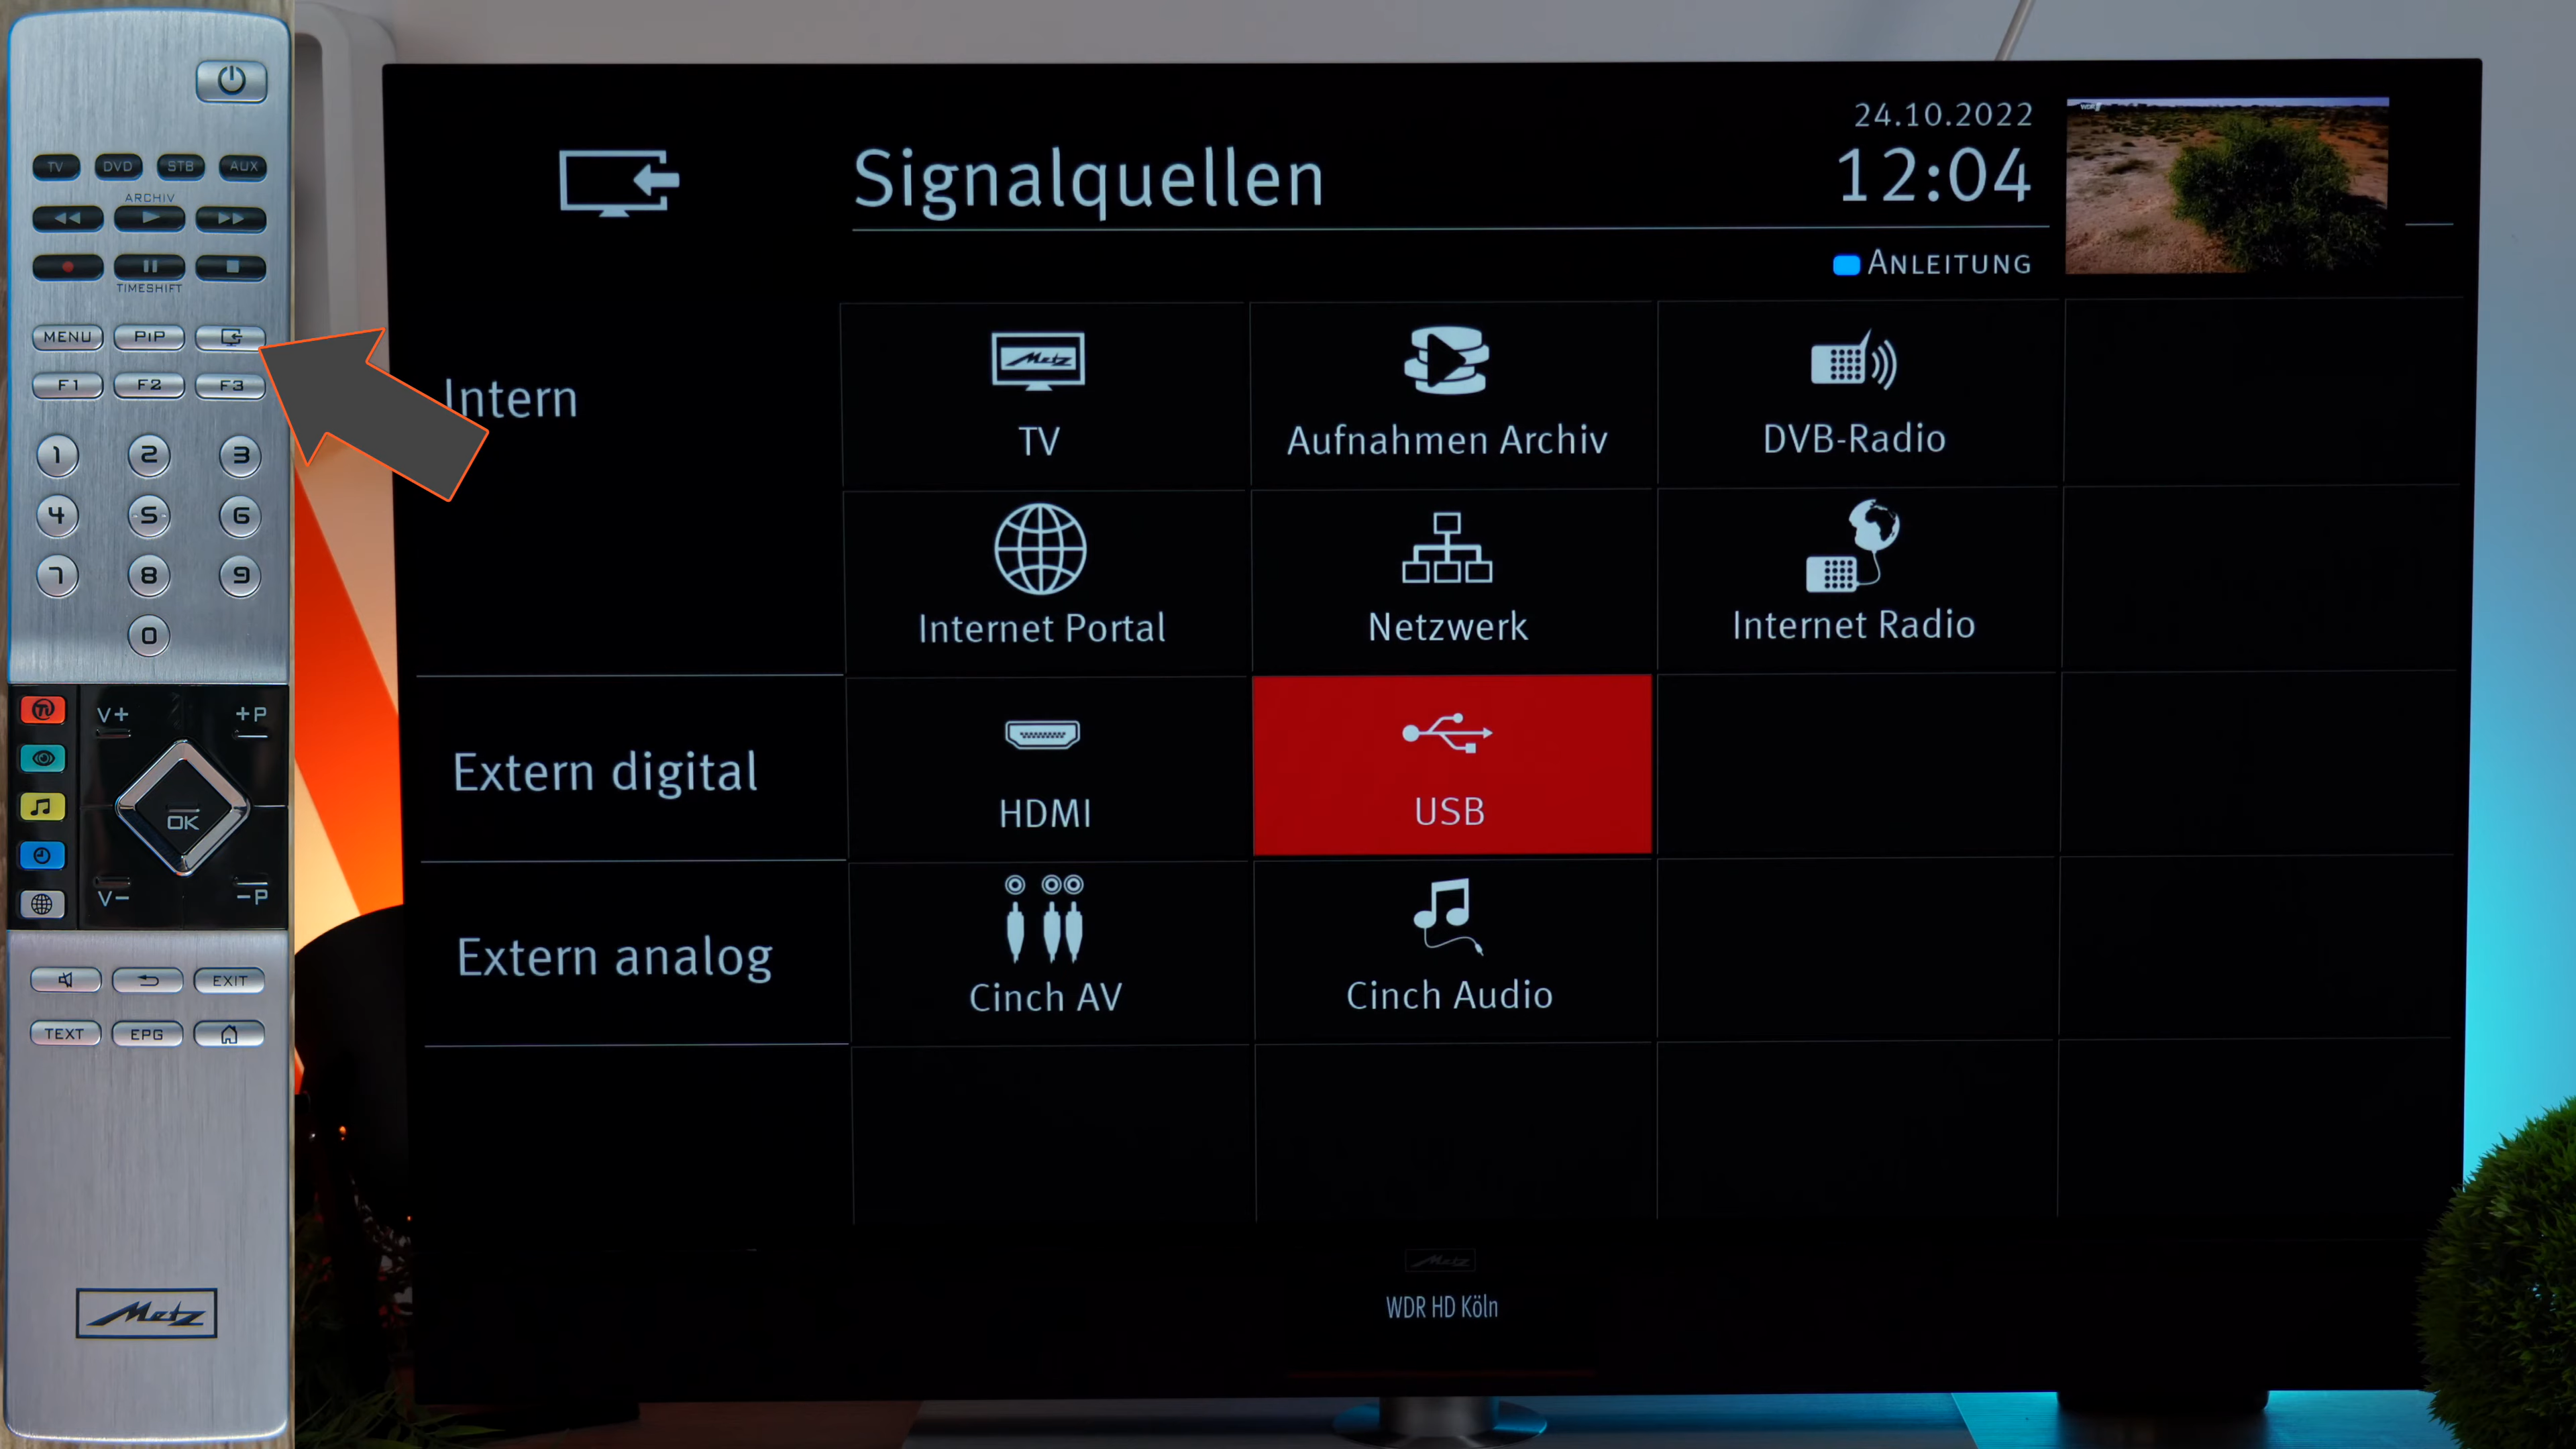 TV DVD STB AUX
ARCHIV
TIMESHIFT
MENU PIP
F1 F2 F3
1 2 3
4 5 6
7 8 9
0
V+ +P
OK
V- -P
EXIT
TEXT EPG
Metz
Signalquellen
24.10.2022
12:04
WDR
ANLEITUNG
Intern
Metz
TV
Aufnahmen Archiv
DVB-Radio
Internet Portal
Netzwerk
Internet Radio
Extern digital
HDMI
USB
Extern analog
Cinch AV
Cinch Audio
Metz
WDR HD Köln